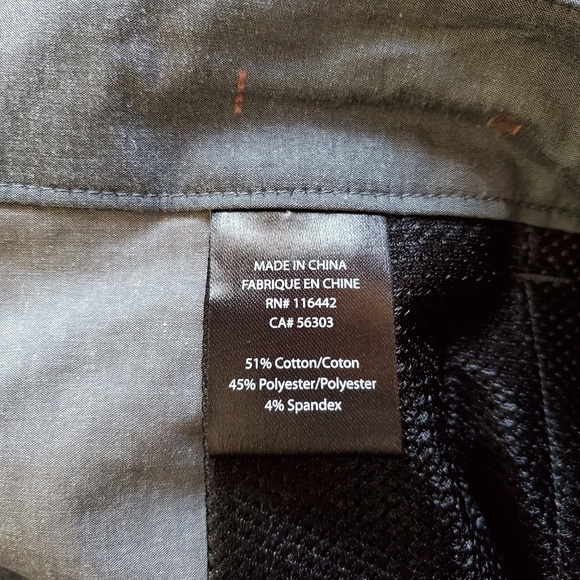 MADE IN CHINA
FABRIQUE EN CHINE
RN# 116442
CA# 56303
51% Cotton/Coton
45% Polyester/Polyester
4% Spandex